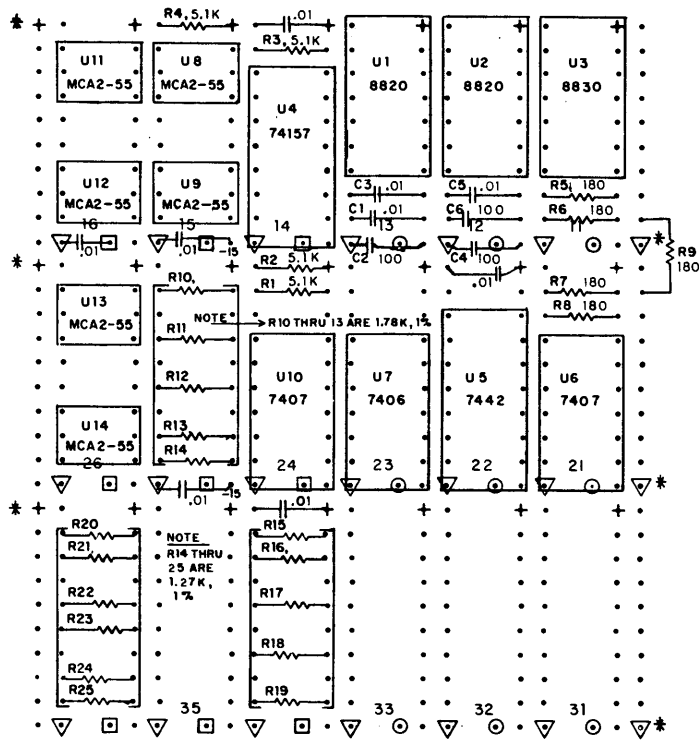 R4, 5.1K
.01
R3, 5.1K
U11
MCA2-55
U8
MCA2-55
U4
74157
U1
8820
U2
8820
U3
8830
U12
MCA2-55
U9
MCA2-55
C3 .01
C5 .01
R5, 180
C1 .01
C6 100
R6 180
16
.01
15
.01
-15
14
13
C2 100
12
C4 100
R9
180
R2 5.1K
R1 5.1K
.01
R10,
R7 180
R8 180
U13
MCA2-55
R11
NOTE
R10 THRU 13 ARE 1.78K, 1%
R12
U10
7407
U7
7406
U5
7442
U6
7407
U14
MCA2-55
R13
R14
26
24
23
22
21
.01
-15
.01
R20
R21
R22
R23
R24
R25
NOTE
R14 THRU
25 ARE
1.27K,
1%
R15
R16,
R17
R18
R19
35
33
32
31